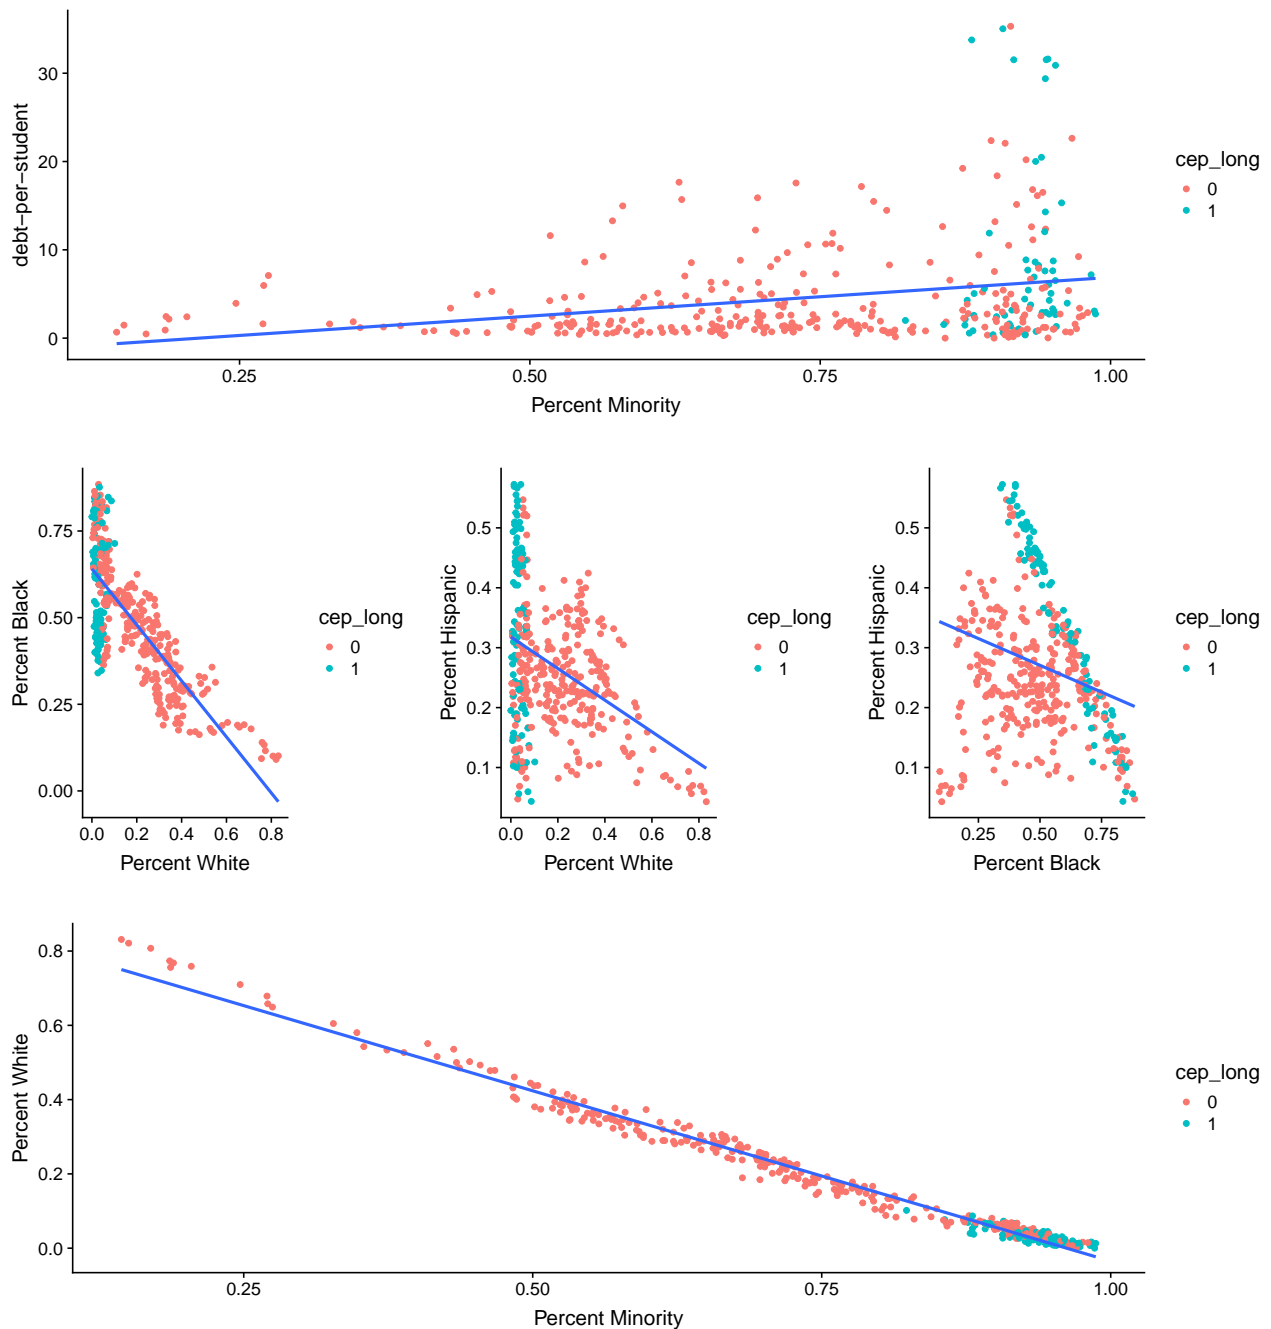 debt−per−student
30
20
10
0
0.25 0.50 0.75 1.00
Percent Minority
cep_long
0
1
Percent Black
0.75
0.50
0.25
0.00
0.0 0.2 0.4 0.6 0.8
Percent White
cep_long
0
1
Percent Hispanic
0.5
0.4
0.3
0.2
0.1
0.0 0.2 0.4 0.6 0.8
Percent White
cep_long
0
1
Percent Hispanic
0.5
0.4
0.3
0.2
0.1
0.25 0.50 0.75
Percent Black
cep_long
0
1
Percent White
0.8
0.6
0.4
0.2
0.0
0.25 0.50 0.75 1.00
Percent Minority
cep_long
0
1